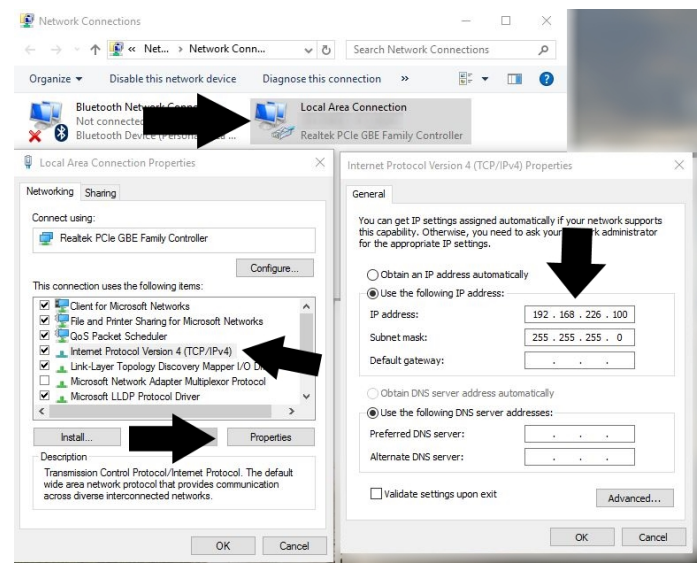 Network Connections
« Net... › Network Conn...
Search Network Connections
Organize
Disable this network device
Diagnose this connection
»
Bluetooth Network
Not connected
Bluetooth Device
Local Area Connection
Realtek PCIe GBE Family Controller
Local Area Connection Properties
Networking
Sharing
Connect using:
Realtek PCIe GBE Family Controller
Configure...
This connection uses the following items:
Client for Microsoft Networks
File and Printer Sharing for Microsoft Networks
QoS Packet Scheduler
Internet Protocol Version 4 (TCP/IPv4)
Link-Layer Topology Discovery Mapper I/O
Microsoft Network Adapter Multiplexor Protocol
Microsoft LLDP Protocol Driver
Install...
Properties
Description
Transmission Control Protocol/Internet Protocol. The default
wide area network protocol that provides communication
across diverse interconnected networks.
OK
Cancel
Internet Protocol Version 4 (TCP/IPv4) Properties
General
You can get IP settings assigned automatically if your network supports
this capability. Otherwise, you need to ask your administrator
for the appropriate IP settings.
Obtain an IP address automatically
Use the following IP address:
IP address:
192 . 168 . 226 . 100
Subnet mask:
255 . 255 . 255 . 0
Default gateway:
. . .
Obtain DNS server address automatically
Use the following DNS server addresses:
Preferred DNS server:
. . .
Alternate DNS server:
. . .
Validate settings upon exit
Advanced...
OK
Cancel